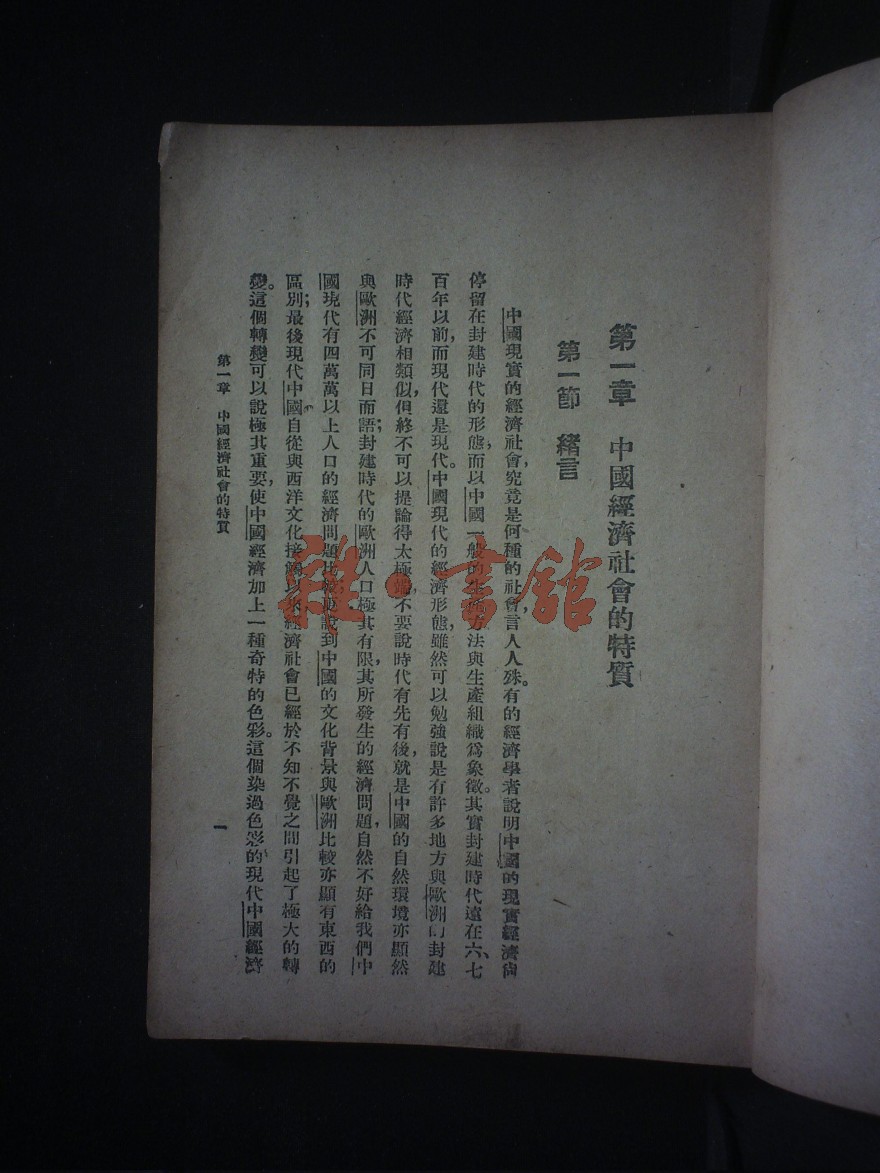 第一章　中國經濟社會的特質
第一節　緒言
中國現實的經濟社會，究竟是何種的社會，言人人殊。有的經濟學者說明中國的現實經濟尙
停留在封建時代的形態，而以中國一般的生產方法與生產組織爲象徵。其實封建時代遠在六、七
百年以前，而現代還是現代。中國現代的經濟形態，雖然可以勉強說是有許多地方與歐洲的封建
時代經濟相類似，但終不可以提論得太極端，不要說時代有先有後，就是中國的自然環境亦顯然
與歐洲不可同日而語；封建時代的歐洲人口極其有限，其所發生的經濟問題，自然不好給我們中
國現代有四萬萬以上人口的經濟問題比較，更說到中國的文化背景與歐洲比較亦顯有東西的
區別；最後現代中國，自從與西洋文化接觸以來，經濟社會已經於不知不覺之間引起了極大的轉
變。這個轉變可以說極其重要，使中國經濟加上一種奇特的色彩。這個染過色彩的現代中國經濟
第一章　中國經濟社會的特質
一
雜·書館